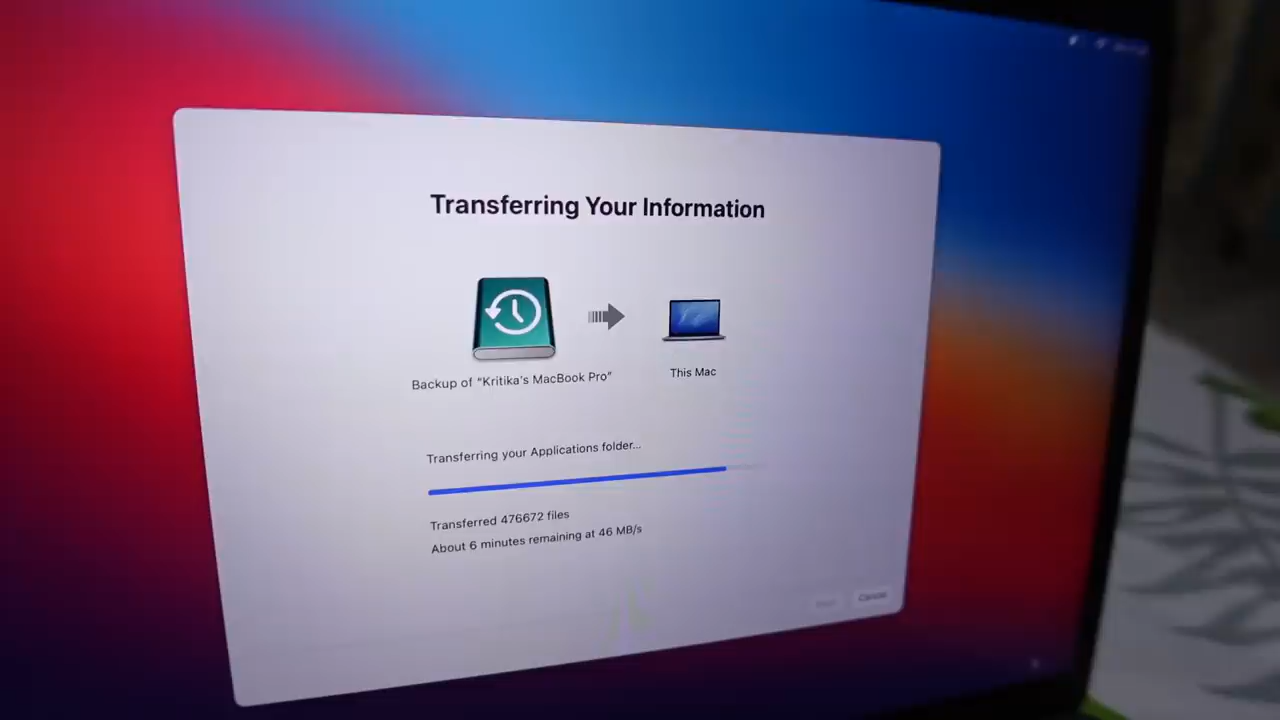 Transferring Your Information
Backup of “Kritika's MacBook Pro”
This Mac
Transferring your Applications folder...
Transferred 476672 files
About 6 minutes remaining at 46 MB/s
Cancel